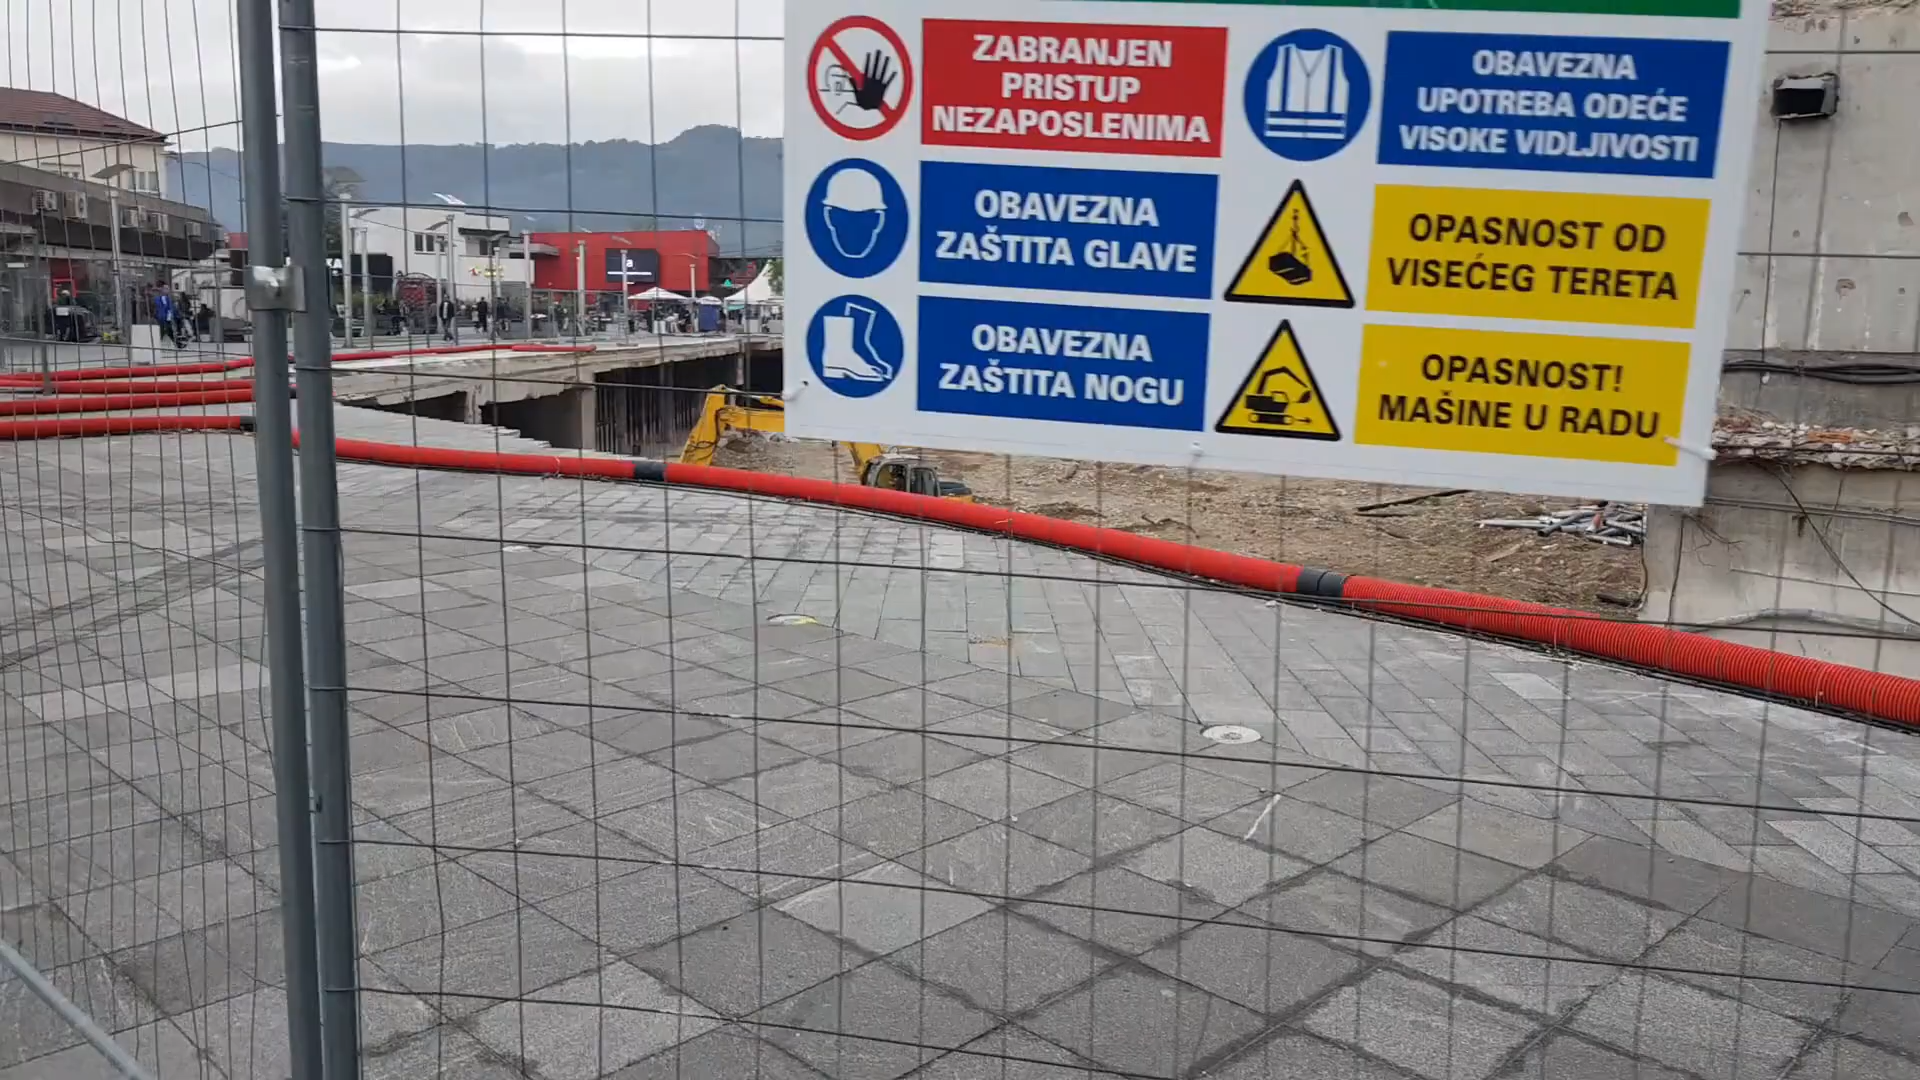 ZABRANJEN
PRISTUP
NEZAPOSLENIMA
OBAVEZNA
UPOTREBA ODEĆE
VISOKE VIDLJIVOSTI
OBAVEZNA
ZAŠTITA GLAVE
OPASNOST OD
VISEĆEG TERETA
OBAVEZNA
ZAŠTITA NOGU
OPASNOST!
MAŠINE U RADU